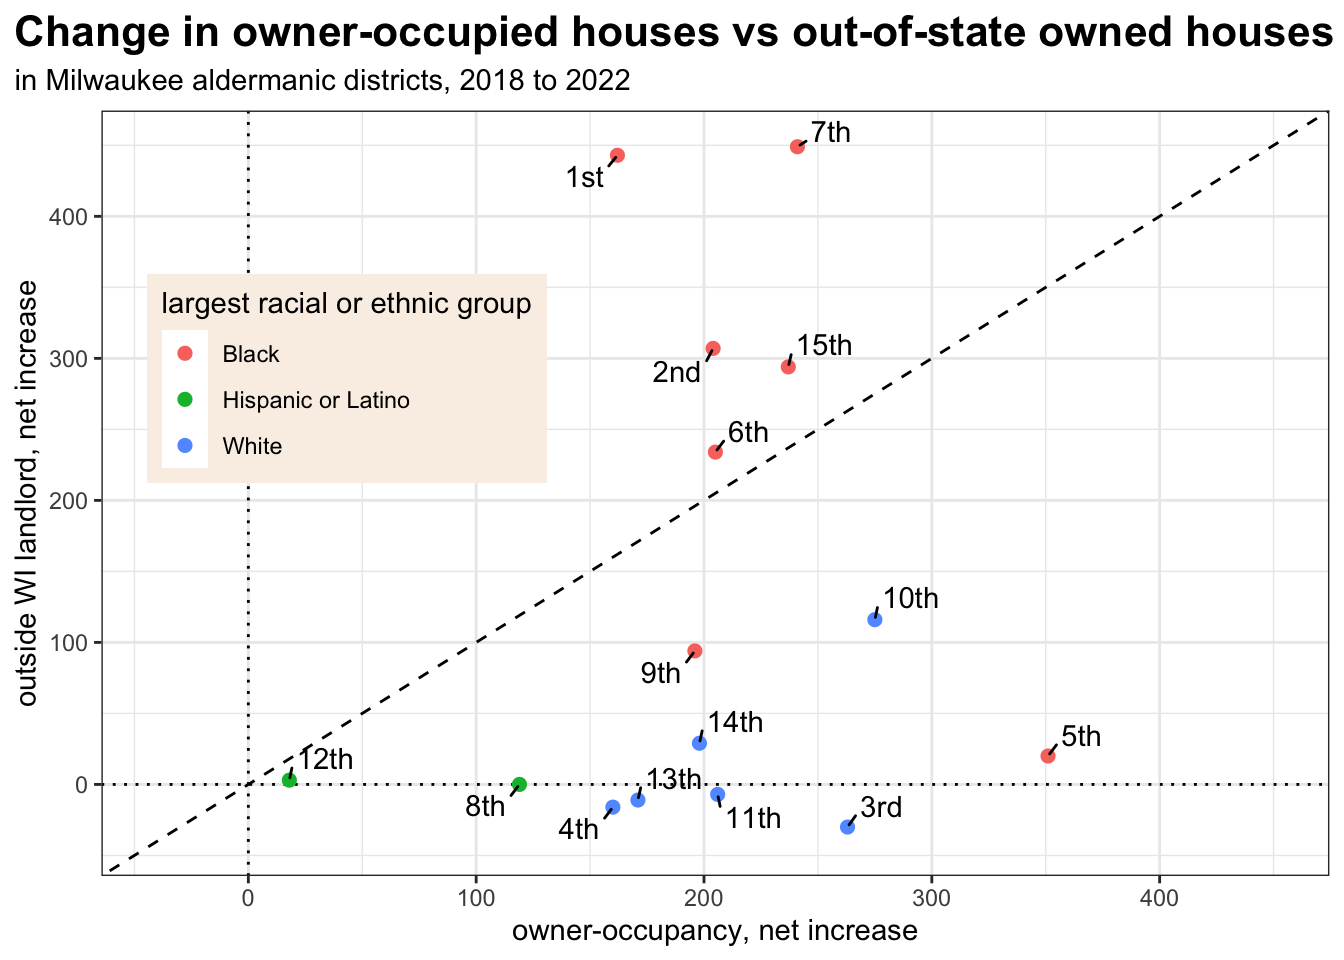 Change in owner-occupied houses vs out-of-state owned houses
in Milwaukee aldermanic districts, 2018 to 2022
7th
1st
400
largest racial or ethnic group
Black
Hispanic or Latino
White
300
15th
2nd
6th
200
outside WI landlord, net increase
10th
100
9th
14th
5th
12th
13th
0
8th
3rd
11th
4th
0
100
200
300
400
owner-occupancy, net increase